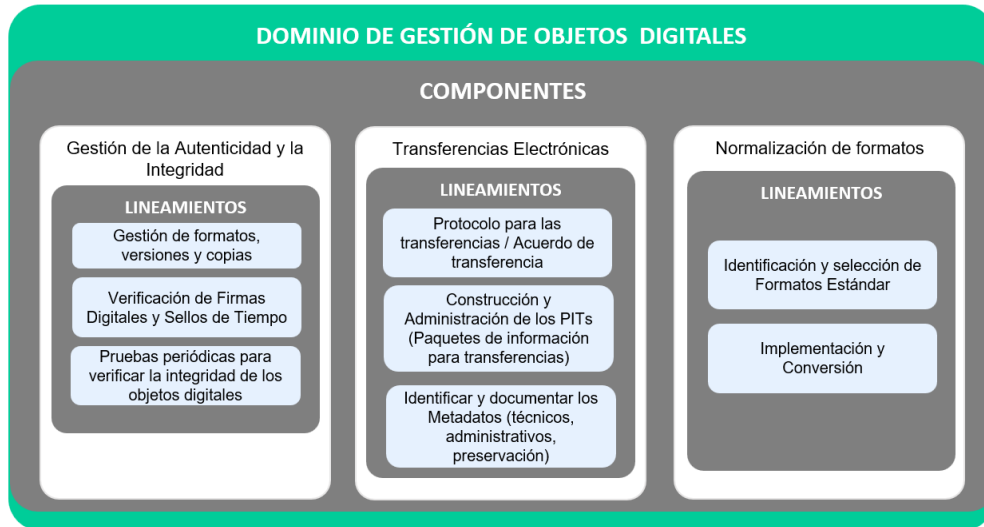 DOMINIO DE GESTIÓN DE OBJETOS DIGITALES
COMPONENTES
Gestión de la Autenticidad y la
Integridad
LINEAMIENTOS
Gestión de formatos,
versiones y copias
Verificación de Firmas
Digitales y Sellos de Tiempo
Pruebas periódicas para
verificar la integridad de los
objetos digitales
Transferencias Electrónicas
LINEAMIENTOS
Protocolo para las
transferencias / Acuerdo de
transferencia
Construcción y
Administración de los PITs
(Paquetes de información
para transferencias)
Identificar y documentar los
Metadatos (técnicos,
administrativos,
preservación)
Normalización de formatos
LINEAMIENTOS
Identificación y selección de
Formatos Estándar
Implementación y
Conversión